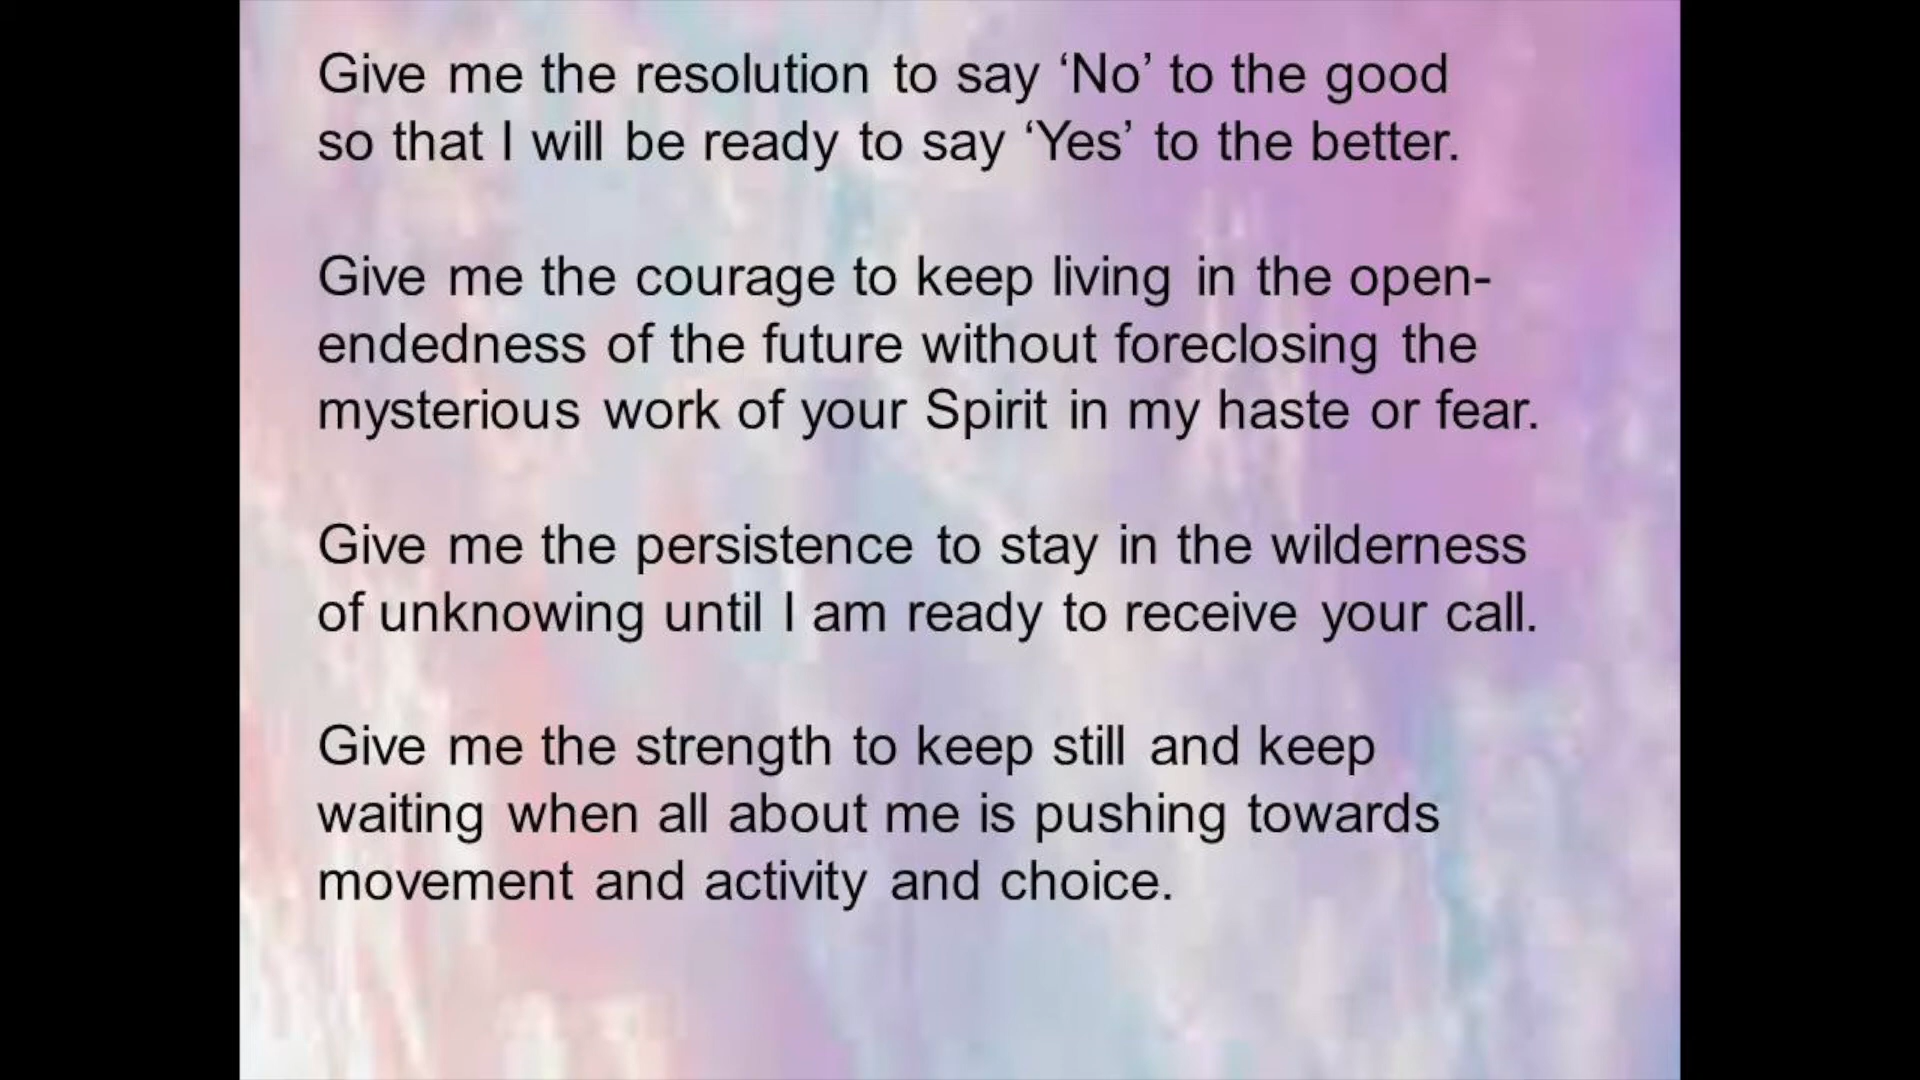 Give me the resolution to say ‘No’ to the good
so that I will be ready to say ‘Yes’ to the better.
Give me the courage to keep living in the open-
endedness of the future without foreclosing the
mysterious work of your Spirit in my haste or fear.
Give me the persistence to stay in the wilderness
of unknowing until I am ready to receive your call.
Give me the strength to keep still and keep
waiting when all about me is pushing towards
movement and activity and choice.